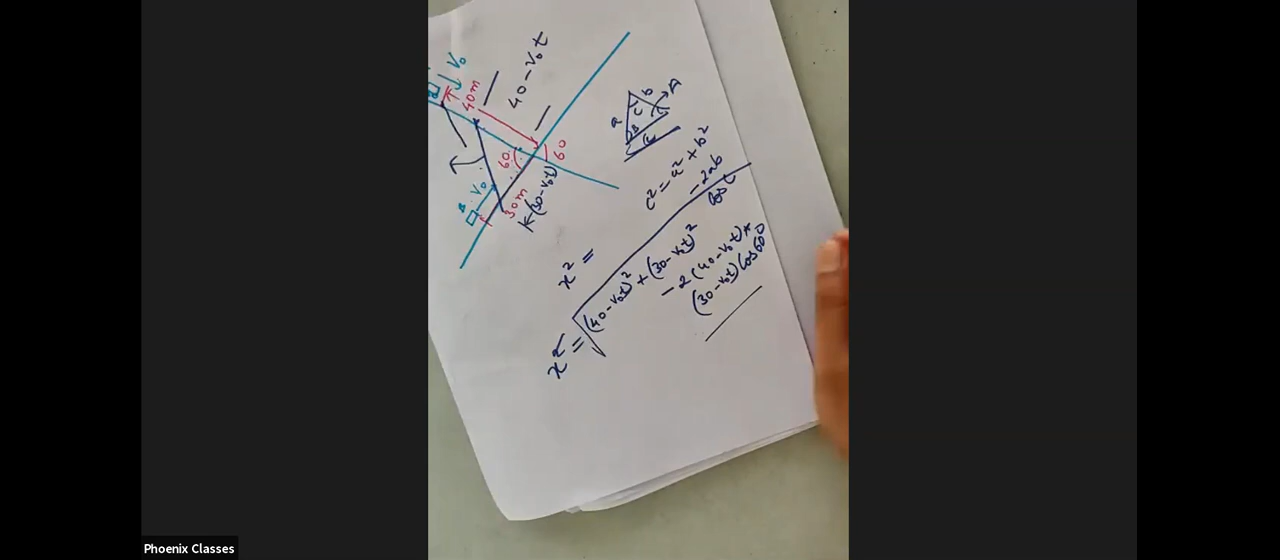 V₀
40m
40-V₀t
60
60
B
V₀
30m
(30-V₀t)
a
b
C
A
B
c
c² = a² + b²
-2ab
cos C
x² =
x² = √(40-V₀t)² + (30-V₀t)²
-2(40-V₀t)*
(30-V₀t) cos60°
Phoenix Classes